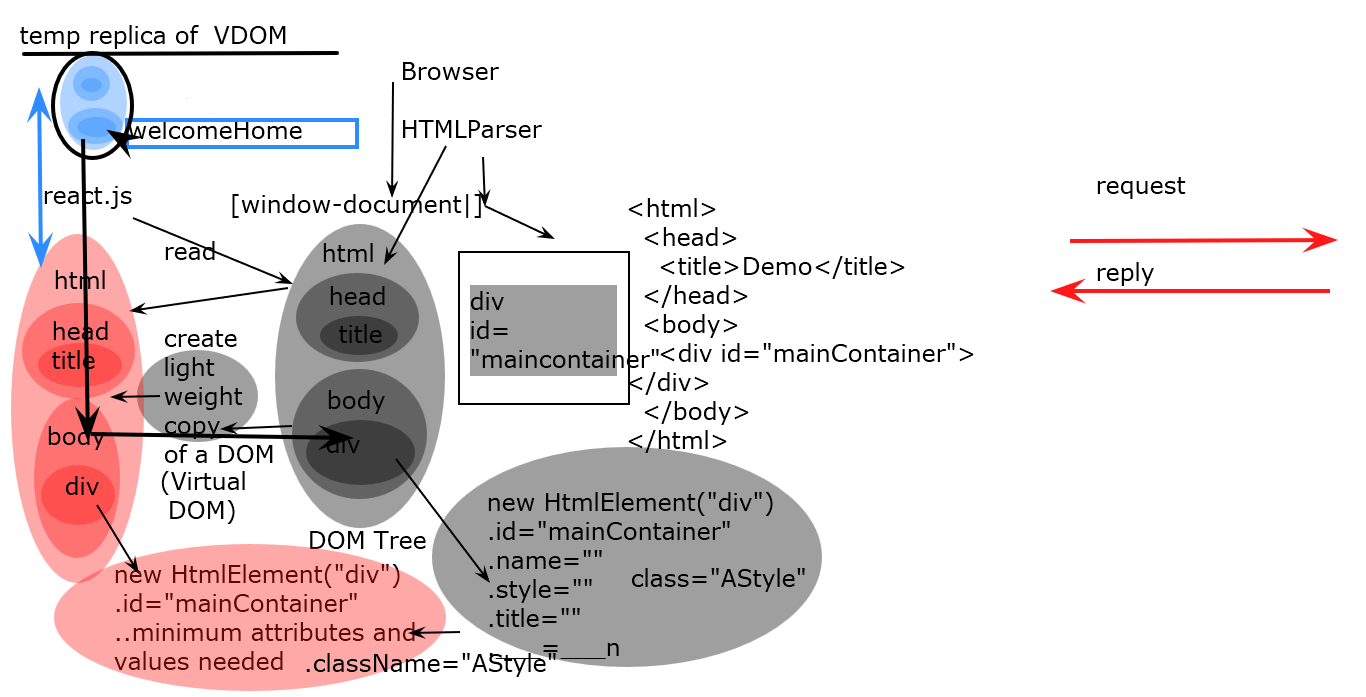 temp replica of VDOM
Browser
HTMLParser
welcomeHome
react.js
[window-document|]
read
request
reply
html
head
title
body
div
create
light
weight
copy
of a DOM
(Virtual
DOM)
html
head
title
body
div
DOM Tree
div
id=
"maincontainer"
<html>
<head>
<title>Demo</title>
</head>
<body>
<div id="mainContainer">
</div>
</body>
</html>
new HtmlElement("div")
.id="mainContainer"
.name=""
.style=""
class="AStyle"
.title=""
.___=___n
new HtmlElement("div")
.id="mainContainer"
..minimum attributes and
values needed
.className="AStyle"